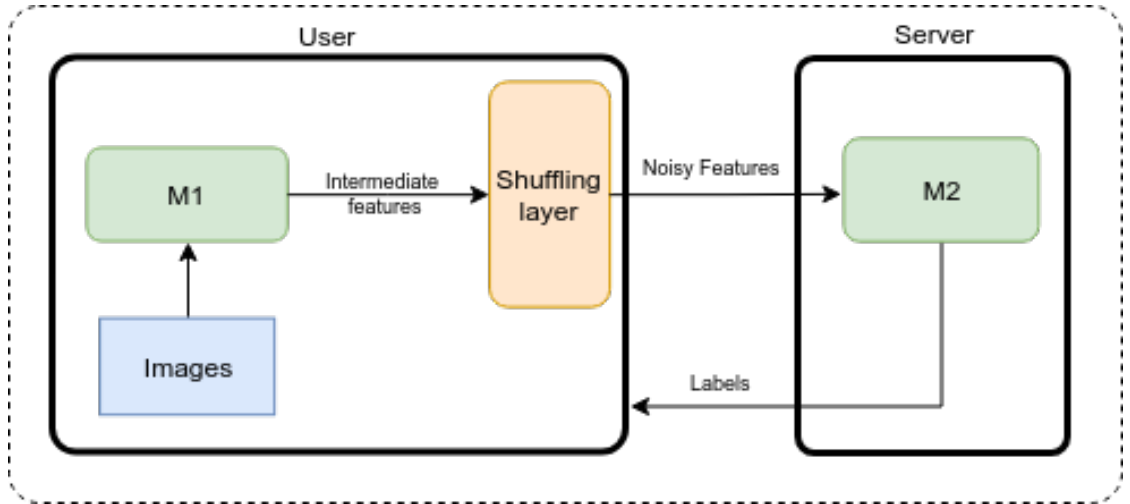 User
Server
M1
Intermediate
features
Shuffling
layer
Noisy Features
M2
Images
Labels